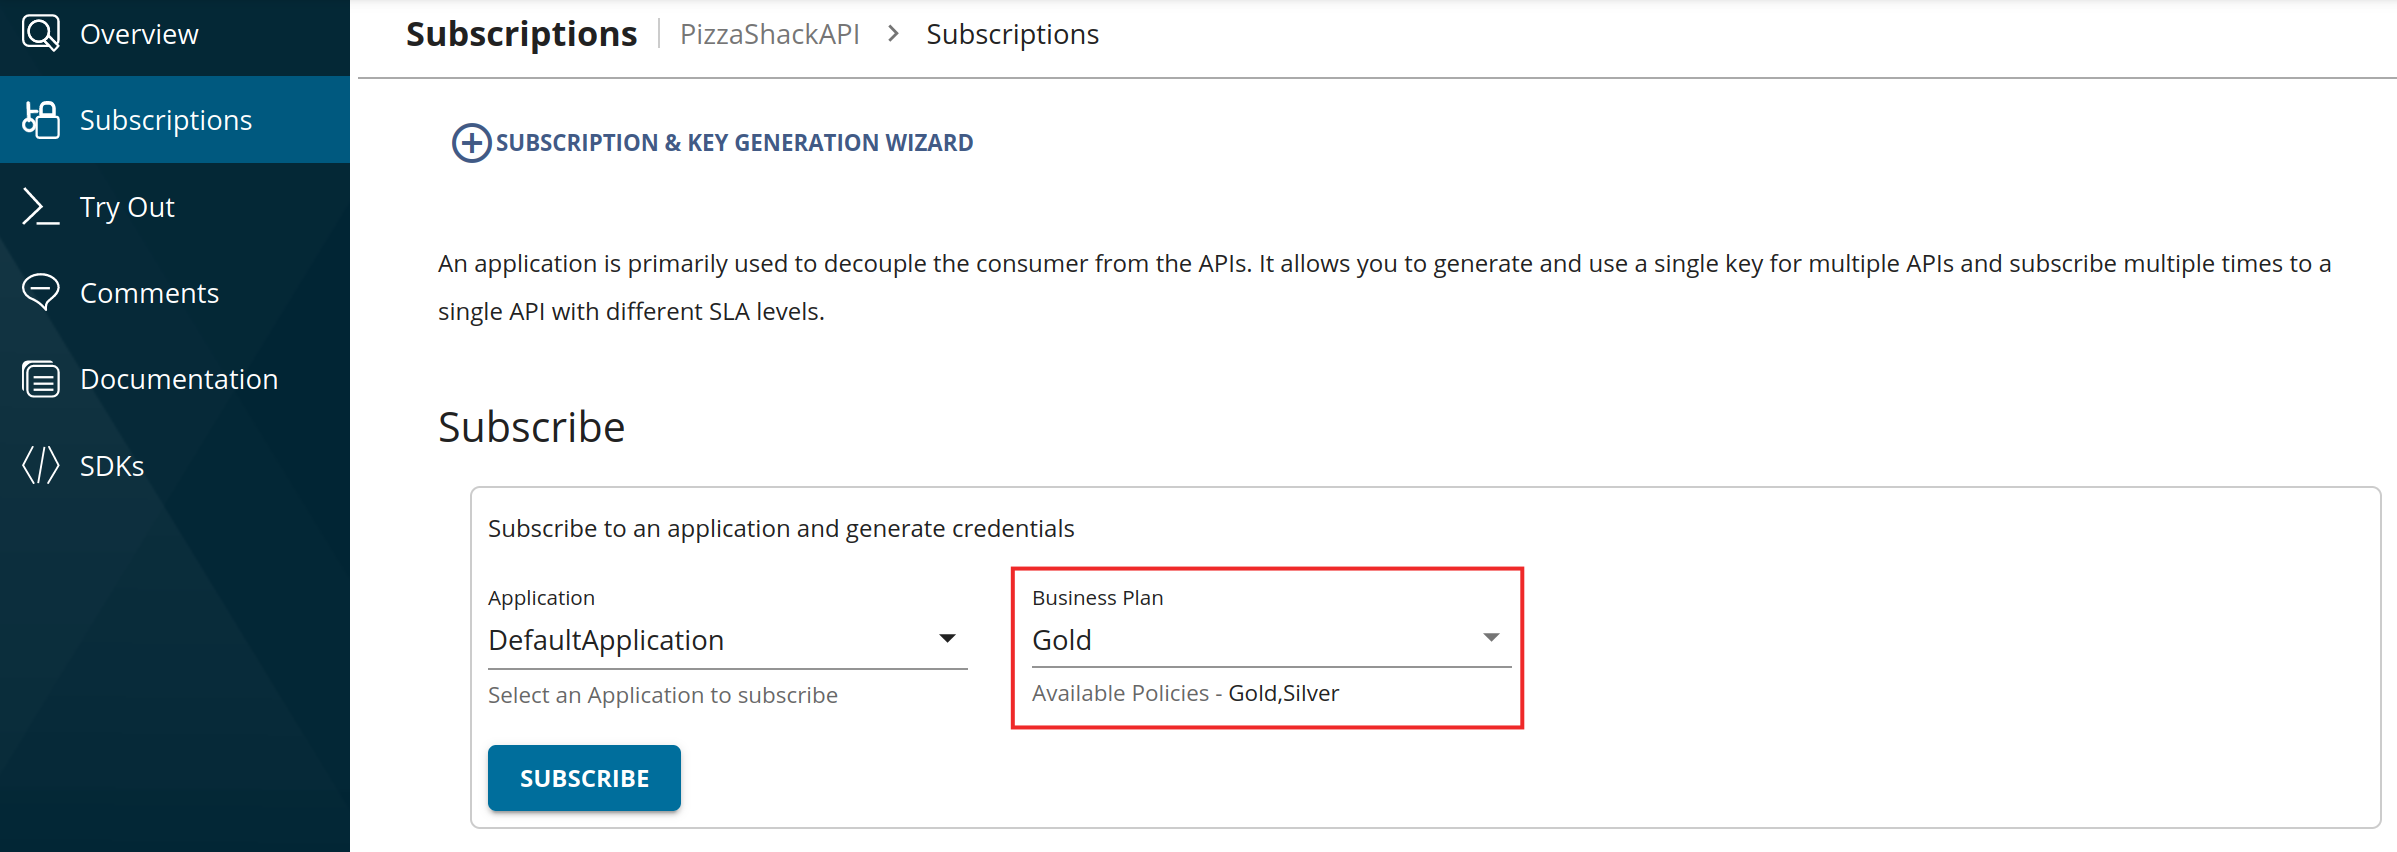 Overview
Subscriptions
Try Out
Comments
Documentation
SDKs
Subscriptions PizzaShackAPI > Subscriptions
SUBSCRIPTION & KEY GENERATION WIZARD
An application is primarily used to decouple the consumer from the APIs. It allows you to generate and use a single key for multiple APIs and subscribe multiple times to a
single API with different SLA levels.
Subscribe
Subscribe to an application and generate credentials
Application
DefaultApplication
Select an Application to subscribe
Business Plan
Gold
Available Policies - Gold,Silver
SUBSCRIBE